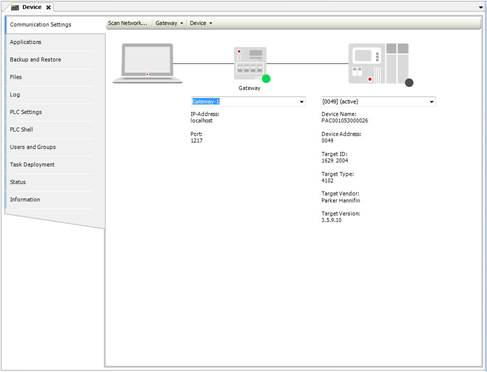 Device
Communication Settings
Applications
Backup and Restore
Files
Log
PLC Settings
PLC Shell
Users and Groups
Task Deployment
Status
Information
Scan Network...
Gateway
Device
Gateway
Gateway-1
IP-Address:
localhost
Port:
1217
[0049] (active)
Device Name:
PAC001053000026
Device Address:
0049
Target ID:
1629 2004
Target Type:
4102
Target Vendor:
Parker Hannifin
Target Version:
3.5.9.10